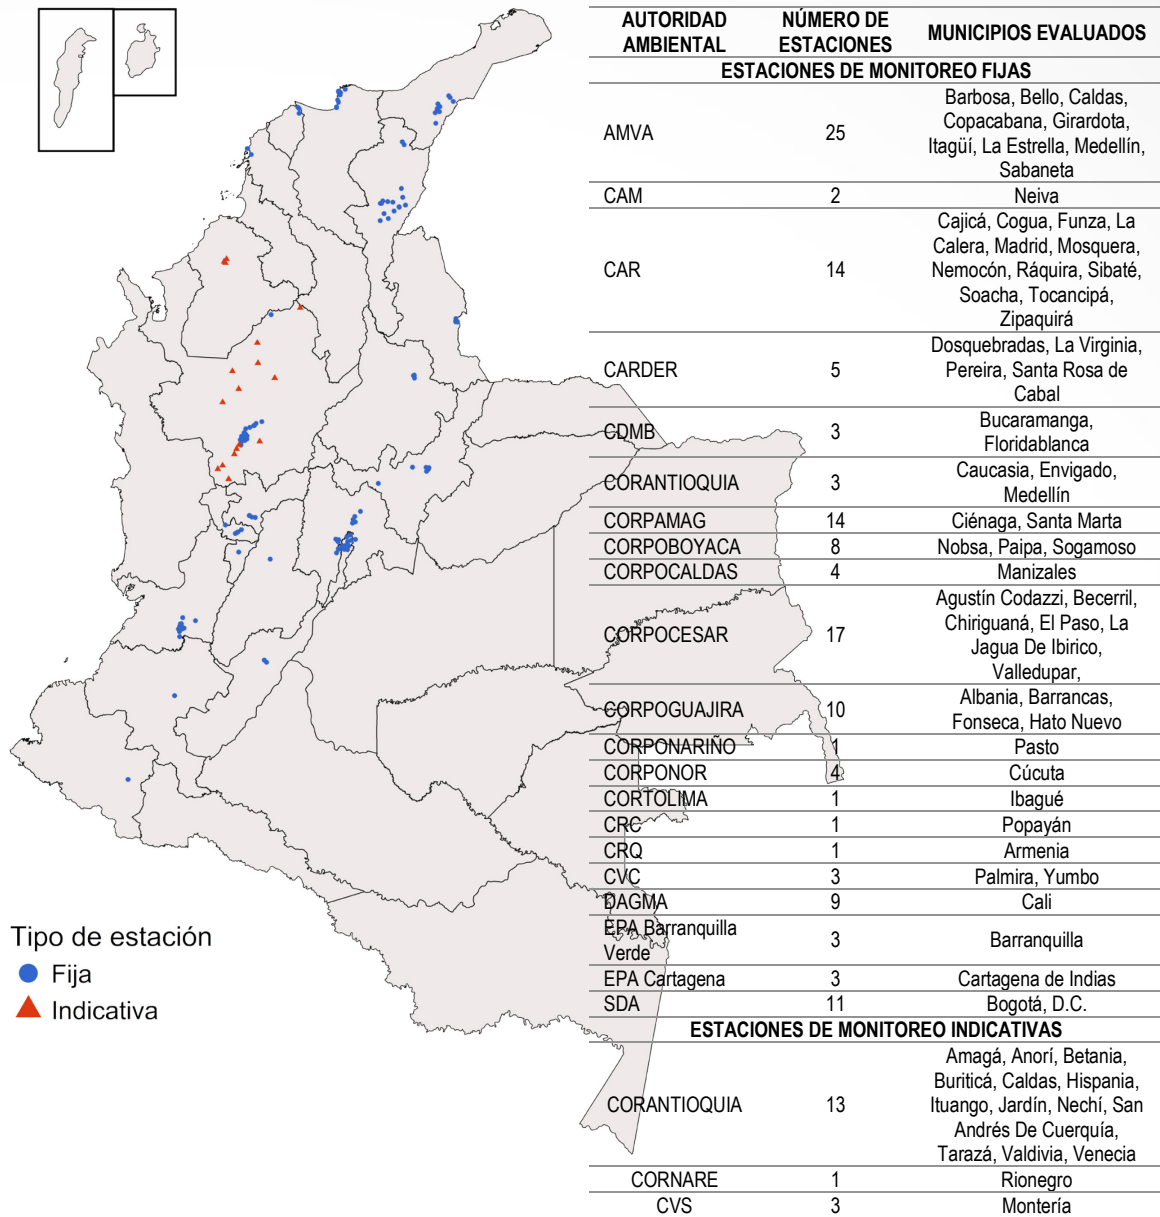 AUTORIDAD
AMBIENTAL
NÚMERO DE
ESTACIONES
MUNICIPIOS EVALUADOS
ESTACIONES DE MONITOREO FIJAS
AMVA
25
Barbosa, Bello, Caldas,
Copacabana, Girardota,
Itagüí, La Estrella, Medellín,
Sabaneta
CAM
2
Neiva
CAR
14
Cajicá, Cogua, Funza, La
Calera, Madrid, Mosquera,
Nemocón, Ráquira, Sibaté,
Soacha, Tocancipá,
Zipaquirá
CARDER
5
Dosquebradas, La Virginia,
Pereira, Santa Rosa de
Cabal
CDMB
3
Bucaramanga,
Floridablanca
CORANTIOQUIA
3
Caucasia, Envigado,
Medellín
CORPAMAG
14
Ciénaga, Santa Marta
CORPOBOYACA
8
Nobsa, Paipa, Sogamoso
CORPOCALDAS
4
Manizales
CORPOCESAR
17
Agustín Codazzi, Becerril,
Chiriguaná, El Paso, La
Jagua De Ibirico,
Valledupar,
CORPOGUAJIRA
10
Albania, Barrancas,
Fonseca, Hato Nuevo
CORPONARIÑO
1
Pasto
CORPONOR
4
Cúcuta
CORTOLIMA
1
Ibagué
CRC
1
Popayán
CRQ
1
Armenia
CVC
3
Palmira, Yumbo
DAGMA
9
Cali
EPA Barranquilla
Verde
3
Barranquilla
EPA Cartagena
3
Cartagena de Indias
SDA
11
Bogotá, D.C.
ESTACIONES DE MONITOREO INDICATIVAS
CORANTIOQUIA
13
Amagá, Anorí, Betania,
Buriticá, Caldas, Hispania,
Ituango, Jardín, Nechí, San
Andrés De Cuerquía,
Tarazá, Valdivia, Venecia
CORNARE
1
Rionegro
CVS
3
Montería
Tipo de estación
Fija
Indicativa